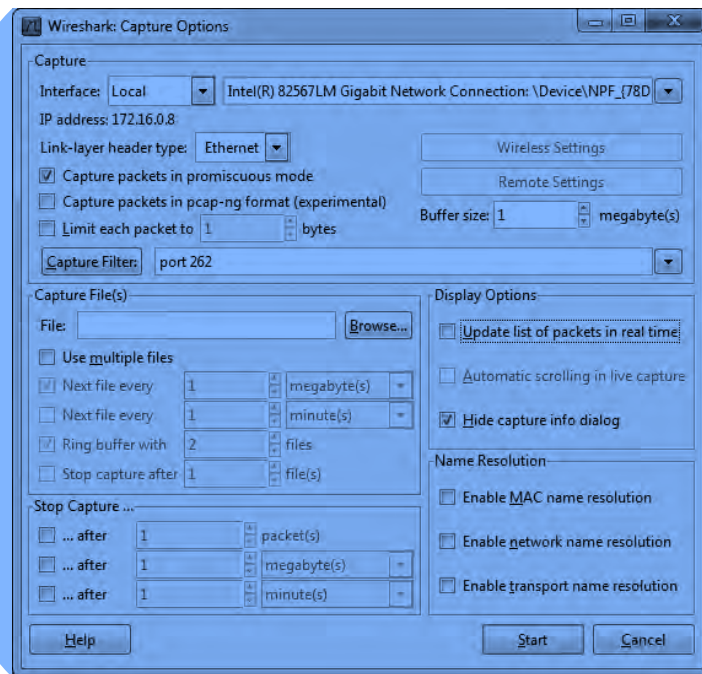 Wireshark: Capture Options
Capture
Interface: Local Intel(R) 82567LM Gigabit Network Connection: \Device\NPF_{78D
IP address: 172.16.0.8
Link-layer header type: Ethernet
Wireless Settings
Capture packets in promiscuous mode
Remote Settings
Capture packets in pcap-ng format (experimental)
Buffer size: 1 megabyte(s)
Limit each packet to 1 bytes
Capture Filter: port 262
Capture File(s)
File: Browse...
Use multiple files
Next file every 1 megabyte(s)
Next file every 1 minute(s)
Ring buffer with 2 files
Stop capture after 1 file(s)
Display Options
Update list of packets in real time
Automatic scrolling in live capture
Hide capture info dialog
Stop Capture ...
... after 1 packet(s)
... after 1 megabyte(s)
... after 1 minute(s)
Name Resolution
Enable MAC name resolution
Enable network name resolution
Enable transport name resolution
Help Start Cancel